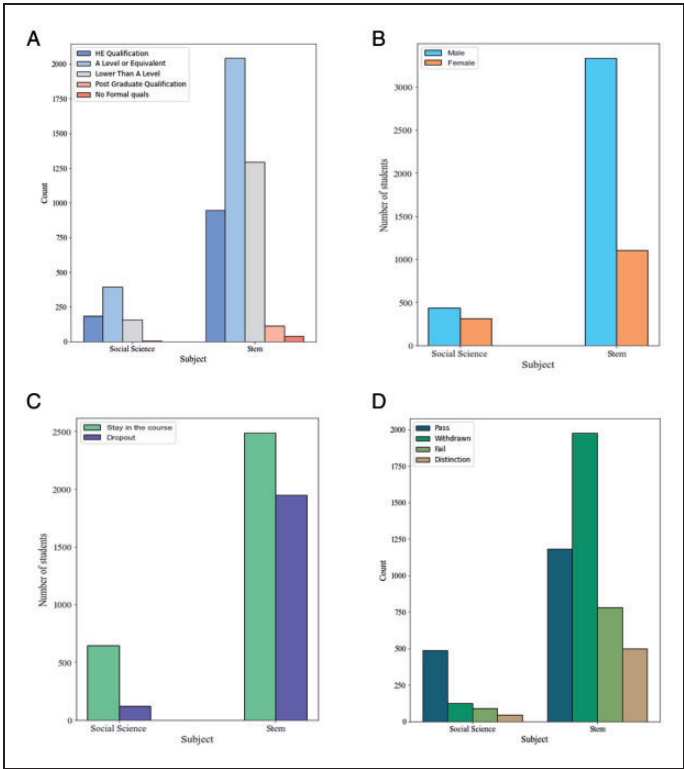 A
HE Qualification
A Level or Equivalent
Lower Than A Level
Post Graduate Qualification
No Formal quals
2000
1750
1500
1250
1000
750
500
250
0
Count
Social Science
Stem
Subject
B
Male
Female
3000
2500
2000
1500
1000
500
0
Number of students
Social Science
Stem
Subject
C
Stay in the course
Dropout
2500
2000
1500
1000
500
0
Number of students
Social Science
Stem
Subject
D
Pass
Withdrawn
Fail
Distinction
2000
1750
1500
1250
1000
750
500
250
0
Count
Social Science
Stem
Subject